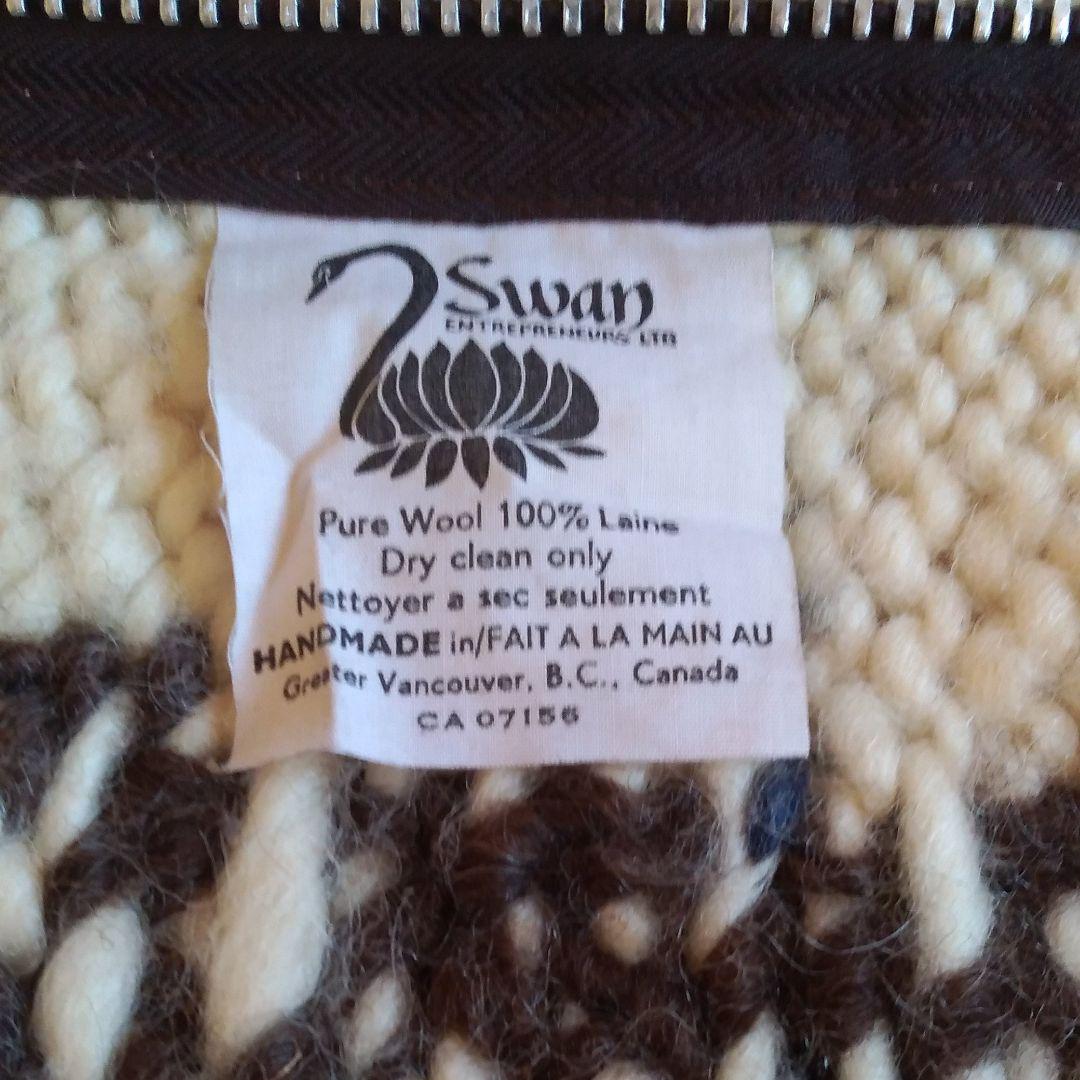 Swan
ENTREPRENEURS LTD
Pure Wool 100% Laine
Dry clean only
Nettoyer a sec seulement
HANDMADE in/FAIT A LA MAIN AU
Greater Vancouver, B.C., Canada
CA 07156